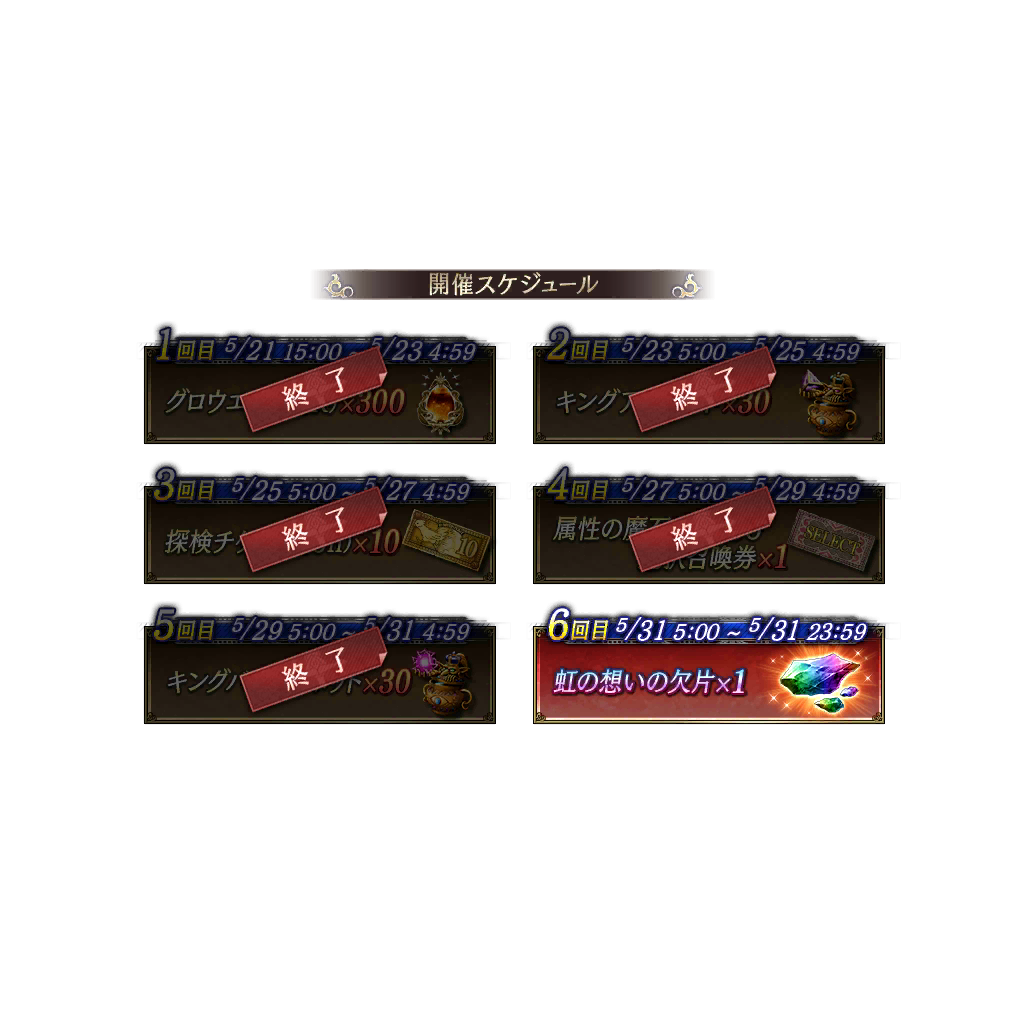 開催スケジュール
1回目 5/21 15:00 ~ 5/23 4:59
グロウエ ×300
終了
2回目 5/23 5:00 ~ 5/25 4:59
キング ×30
終了
3回目 5/25 5:00 ~ 5/27 4:59
探検チ ×10
終了
10
4回目 5/27 5:00 ~ 5/29 4:59
属性の魔
召喚券×1
終了
SELECT
5回目 5/29 5:00 ~ 5/31 4:59
キング ×30
終了
6回目 5/31 5:00 ~ 5/31 23:59
虹の想いの欠片×1